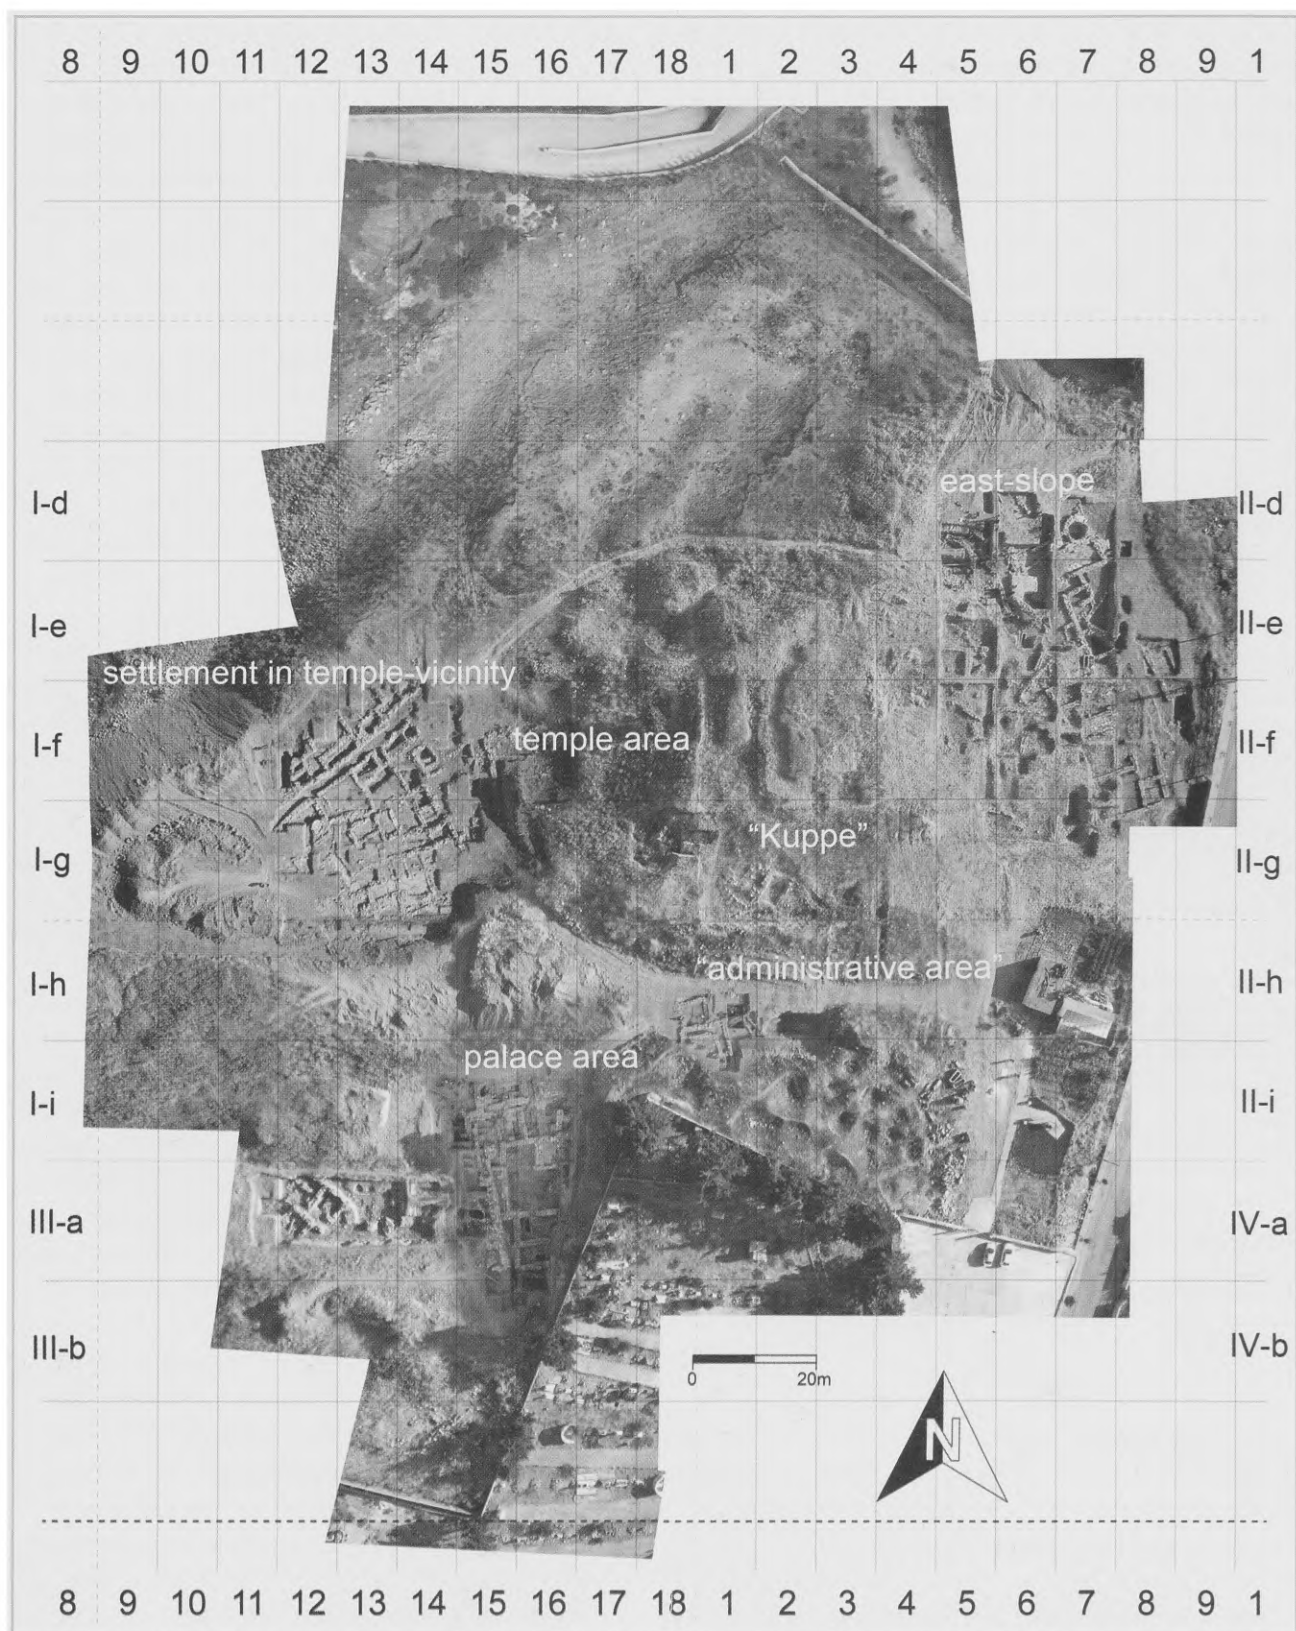 8 9 10 11 12 13 14 15 16 17 18 1 2 3 4 5 6 7 8 9 1
east-slope
I-d II-d
I-e II-e
settlement in temple-vicinity
I-f temple area II-f
"Kuppe"
I-g II-g
"administrative area"
I-h II-h
palace area
I-i II-i
III-a IV-a
III-b IV-b
0 20m
N
8 9 10 11 12 13 14 15 16 17 18 1 2 3 4 5 6 7 8 9 1